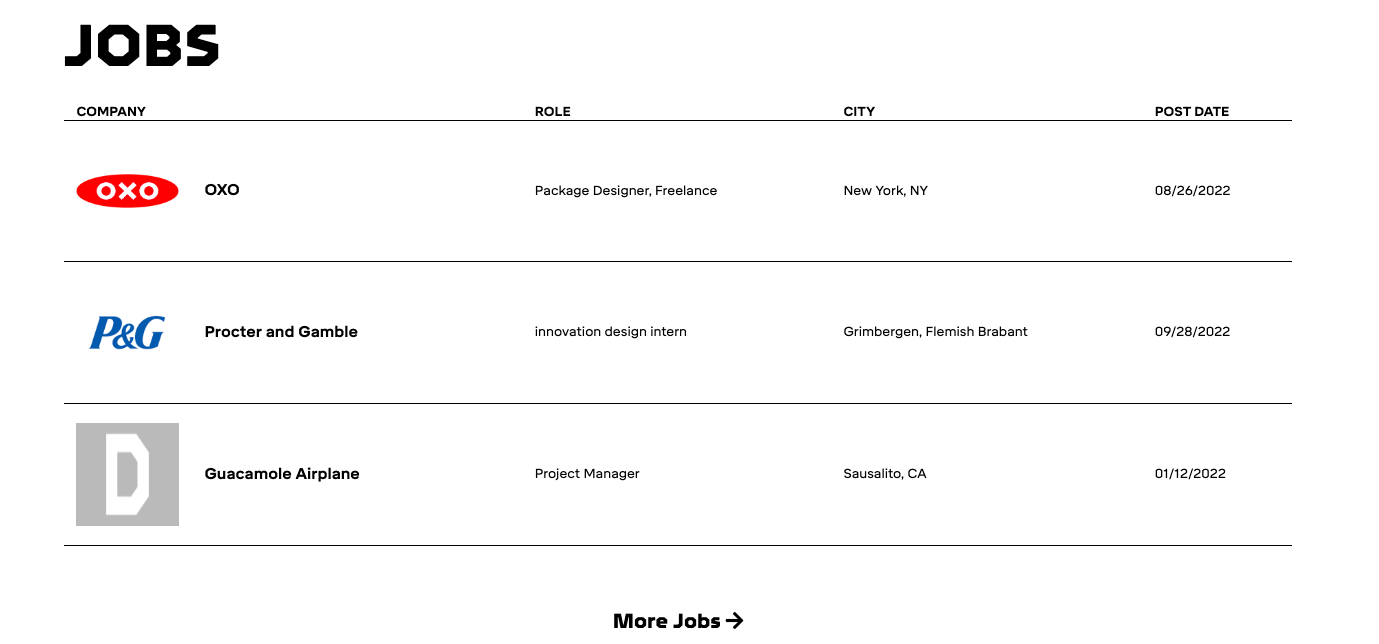 JOBS
COMPANY ROLE CITY POST DATE
OXO OXO Package Designer, Freelance New York, NY 08/26/2022
P&G Procter and Gamble innovation design intern Grimbergen, Flemish Brabant 09/28/2022
D Guacamole Airplane Project Manager Sausalito, CA 01/12/2022
More Jobs →